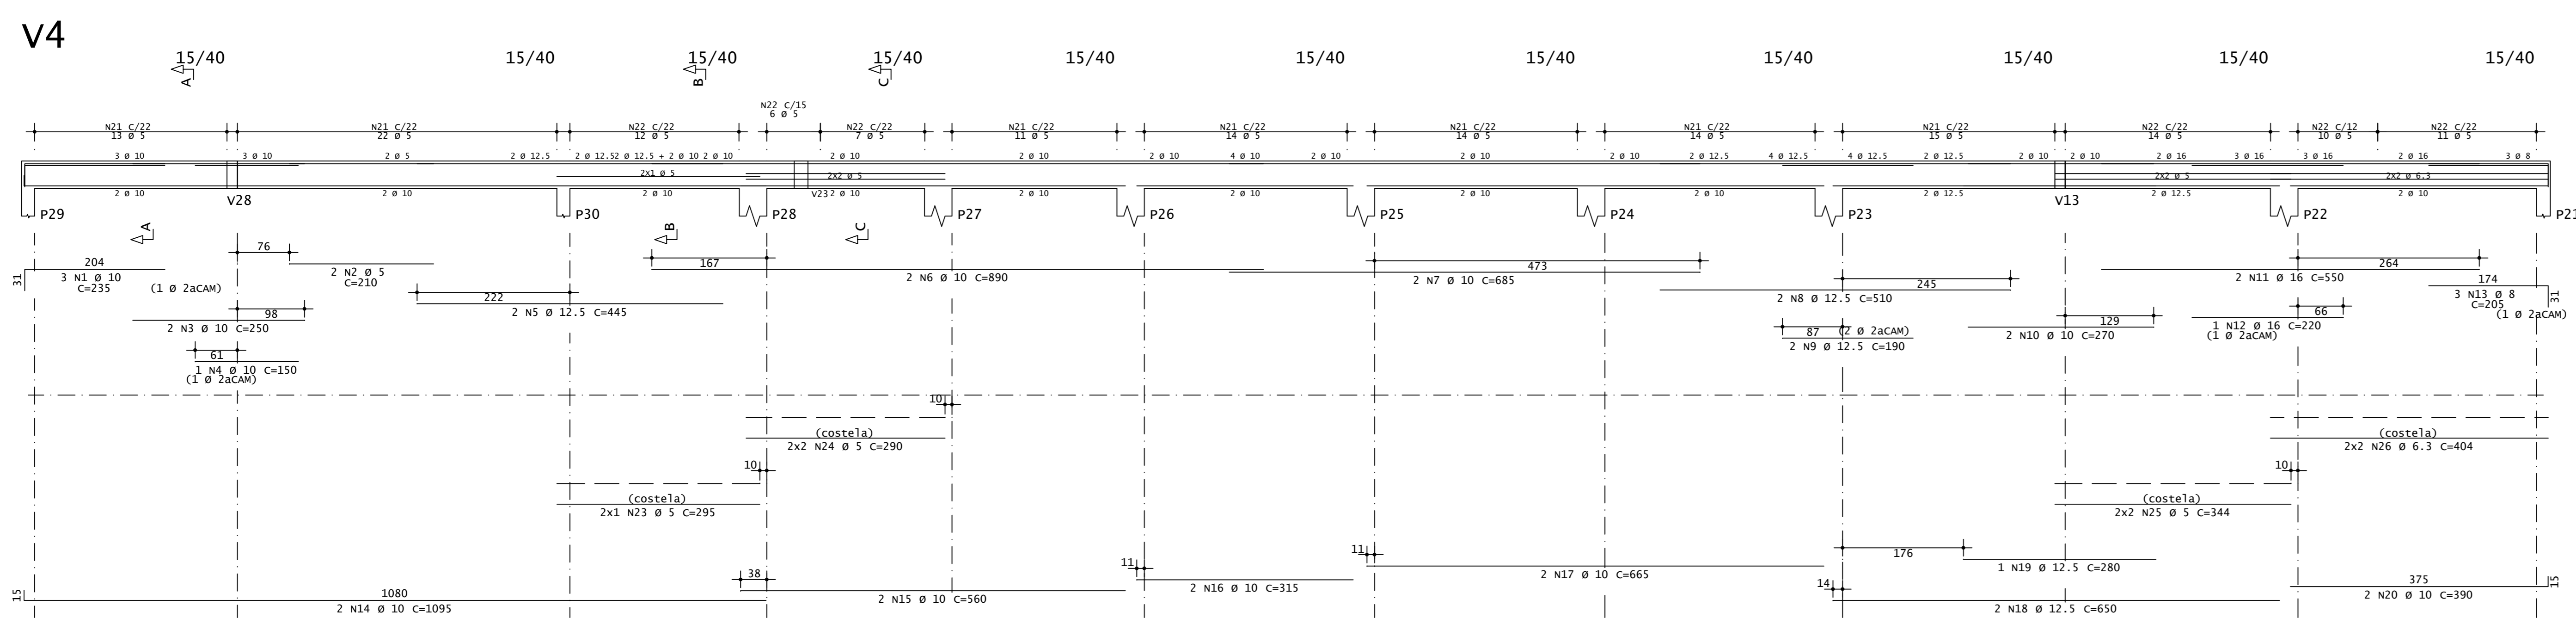 V4
15/40 15/40 15/40 15/40 15/40 15/40 15/40 15/40 15/40 15/40 15/40
A B C
N22 C/15
6 Ø 5
N21 C/22 N21 C/22 N22 C/22 N22 C/22 N21 C/22 N21 C/22 N21 C/22 N21 C/22 N21 C/22 N22 C/22 N22 C/12 N22 C/22
13 Ø 5 22 Ø 5 12 Ø 5 7 Ø 5 11 Ø 5 14 Ø 5 14 Ø 5 14 Ø 5 15 Ø 5 14 Ø 5 10 Ø 5 11 Ø 5
3 Ø 10 3 Ø 10 2 Ø 5 2 Ø 12.5 2 Ø 12.52 Ø 12.5 + 2 Ø 10 2 Ø 10 2 Ø 10 2 Ø 10 2 Ø 10 4 Ø 10 2 Ø 10 2 Ø 10 2 Ø 10 2 Ø 12.5 4 Ø 12.5 4 Ø 12.5 2 Ø 12.5 2 Ø 10 2 Ø 10 2 Ø 16 3 Ø 16 3 Ø 16 2 Ø 16 3 Ø 8
2x1 Ø 5 2x2 Ø 5 2x2 Ø 5 2x2 Ø 6.3
2 Ø 10 2 Ø 10 2 Ø 10 2 Ø 10 2 Ø 10 2 Ø 10 2 Ø 10 2 Ø 10 2 Ø 12.5 2 Ø 12.5 2 Ø 10
V28 V23 V13
P29 P30 P28 P27 P26 P25 P24 P23 P22 P21
A B C
76 167 473 264
204 2 N2 Ø 5 2 N6 Ø 10 C=890 2 N7 Ø 10 C=685 245 2 N11 Ø 16 C=550 174
3 N1 Ø 10 C=210 3 N13 Ø 8
31 C=235 (1 Ø 2aCAM) 222 2 N8 Ø 12.5 C=510 C=205 31
98 2 N5 Ø 12.5 C=445 129 66 (1 Ø 2aCAM)
2 N3 Ø 10 C=250 87 (2 Ø 2aCAM) 2 N10 Ø 10 C=270 1 N12 Ø 16 C=220
61 2 N9 Ø 12.5 C=190 (1 Ø 2aCAM)
1 N4 Ø 10 C=150
(1 Ø 2aCAM)
10
(costela) (costela)
2x2 N24 Ø 5 C=290 2x2 N26 Ø 6.3 C=404
10 10
(costela) (costela)
2x1 N23 Ø 5 C=295 2x2 N25 Ø 5 C=344
11 176
11 1 N19 Ø 12.5 C=280
38 2 N17 Ø 10 C=665
14 375 15
2 N16 Ø 10 C=315
15 1080 2 N15 Ø 10 C=560 2 N20 Ø 10 C=390
2 N14 Ø 10 C=1095 2 N18 Ø 12.5 C=650